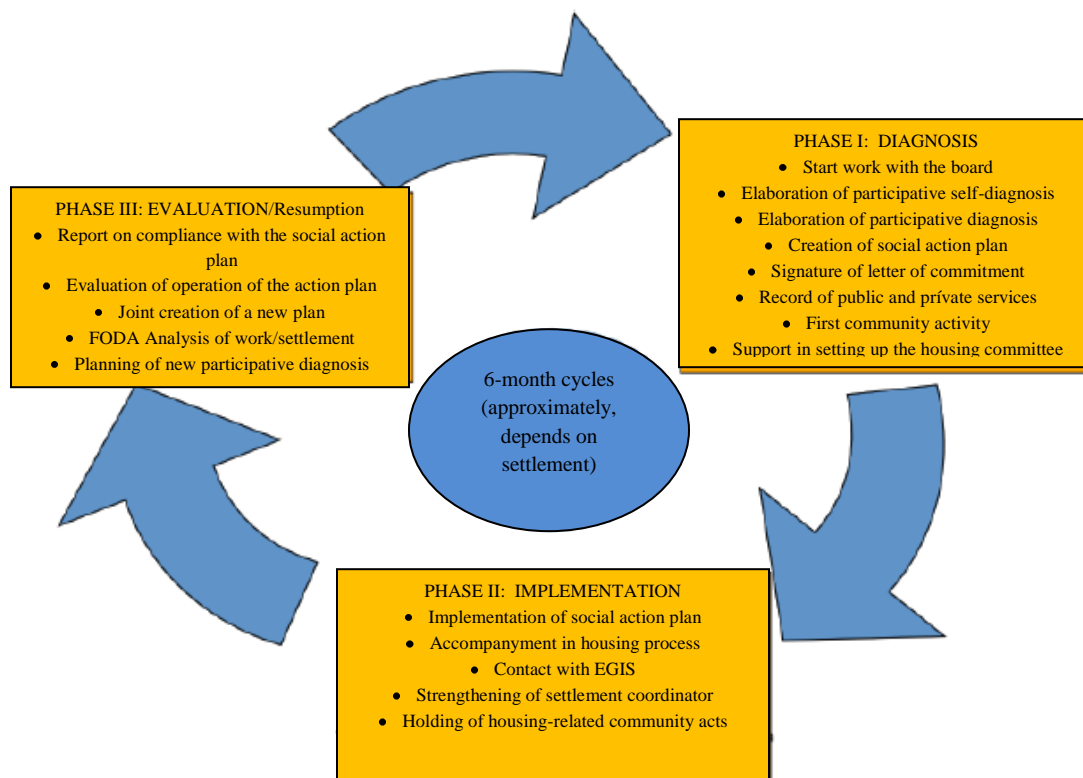 PHASE I: DIAGNOSIS
• Start work with the board
• Elaboration of participative self-diagnosis
• Elaboration of participative diagnosis
• Creation of social action plan
• Signature of letter of commitment
• Record of public and prívate services
• First community activity
• Support in setting up the housing committee
PHASE III: EVALUATION/Resumption
• Report on compliance with the social action
plan
• Evaluation of operation of the action plan
• Joint creation of a new plan
• FODA Analysis of work/settlement
• Planning of new participative diagnosis
6-month cycles
(approximately,
depends on
settlement)
PHASE II: IMPLEMENTATION
• Implementation of social action plan
• Accompanyment in housing process
• Contact with EGIS
• Strengthening of settlement coordinator
• Holding of housing-related community acts